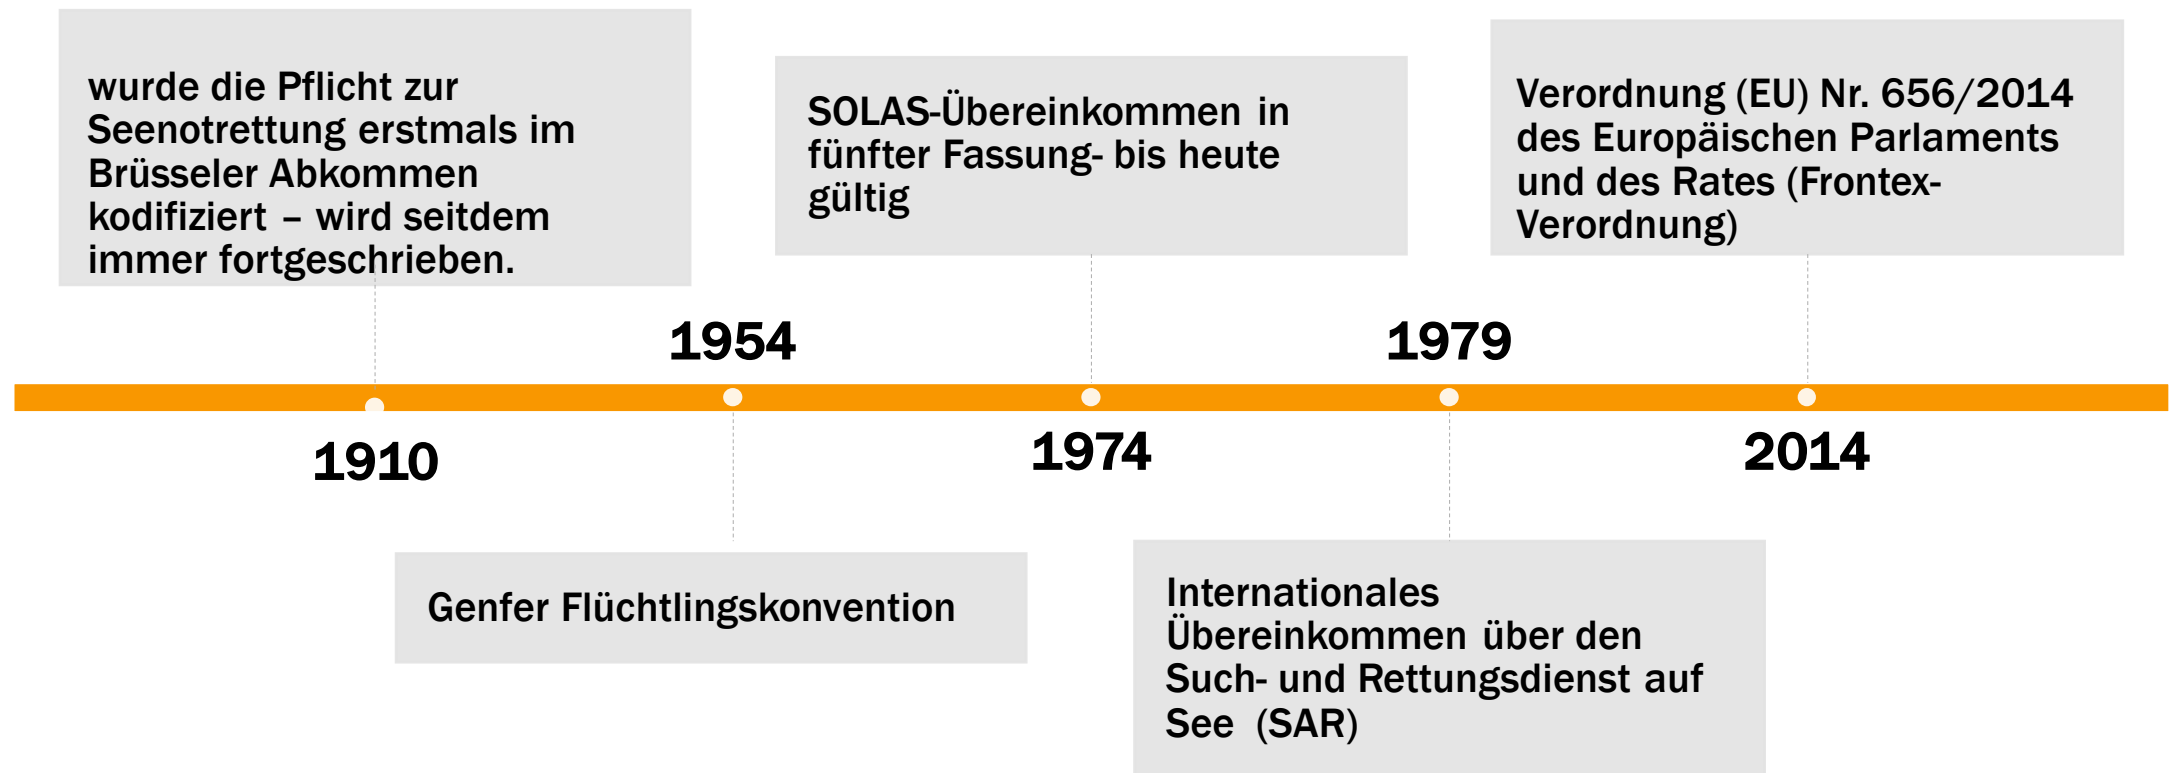 wurde die Pflicht zur
Seenotrettung erstmals im
Brüsseler Abkommen
kodifiziert – wird seitdem
immer fortgeschrieben.
SOLAS-Übereinkommen in
fünfter Fassung- bis heute
gültig
Verordnung (EU) Nr. 656/2014
des Europäischen Parlaments
und des Rates (Frontex-
Verordnung)
1954
1979
1910
1974
2014
Genfer Flüchtlingskonvention
Internationales
Übereinkommen über den
Such- und Rettungsdienst auf
See (SAR)